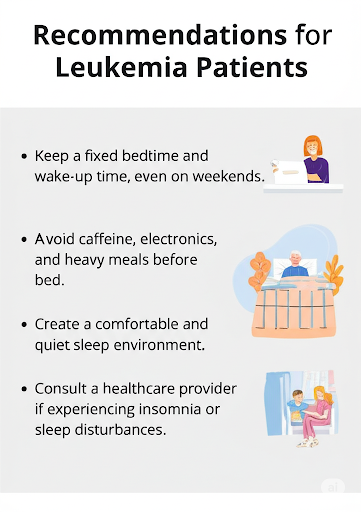 Recommendations for
Leukemia Patients
• Keep a fixed bedtime and
wake-up time, even on weekends.
• Avoid caffeine, electronics,
and heavy meals before
bed.
• Create a comfortable and
quiet sleep environment.
• Consult a healthcare provider
if experiencing insomnia or
sleep disturbances.